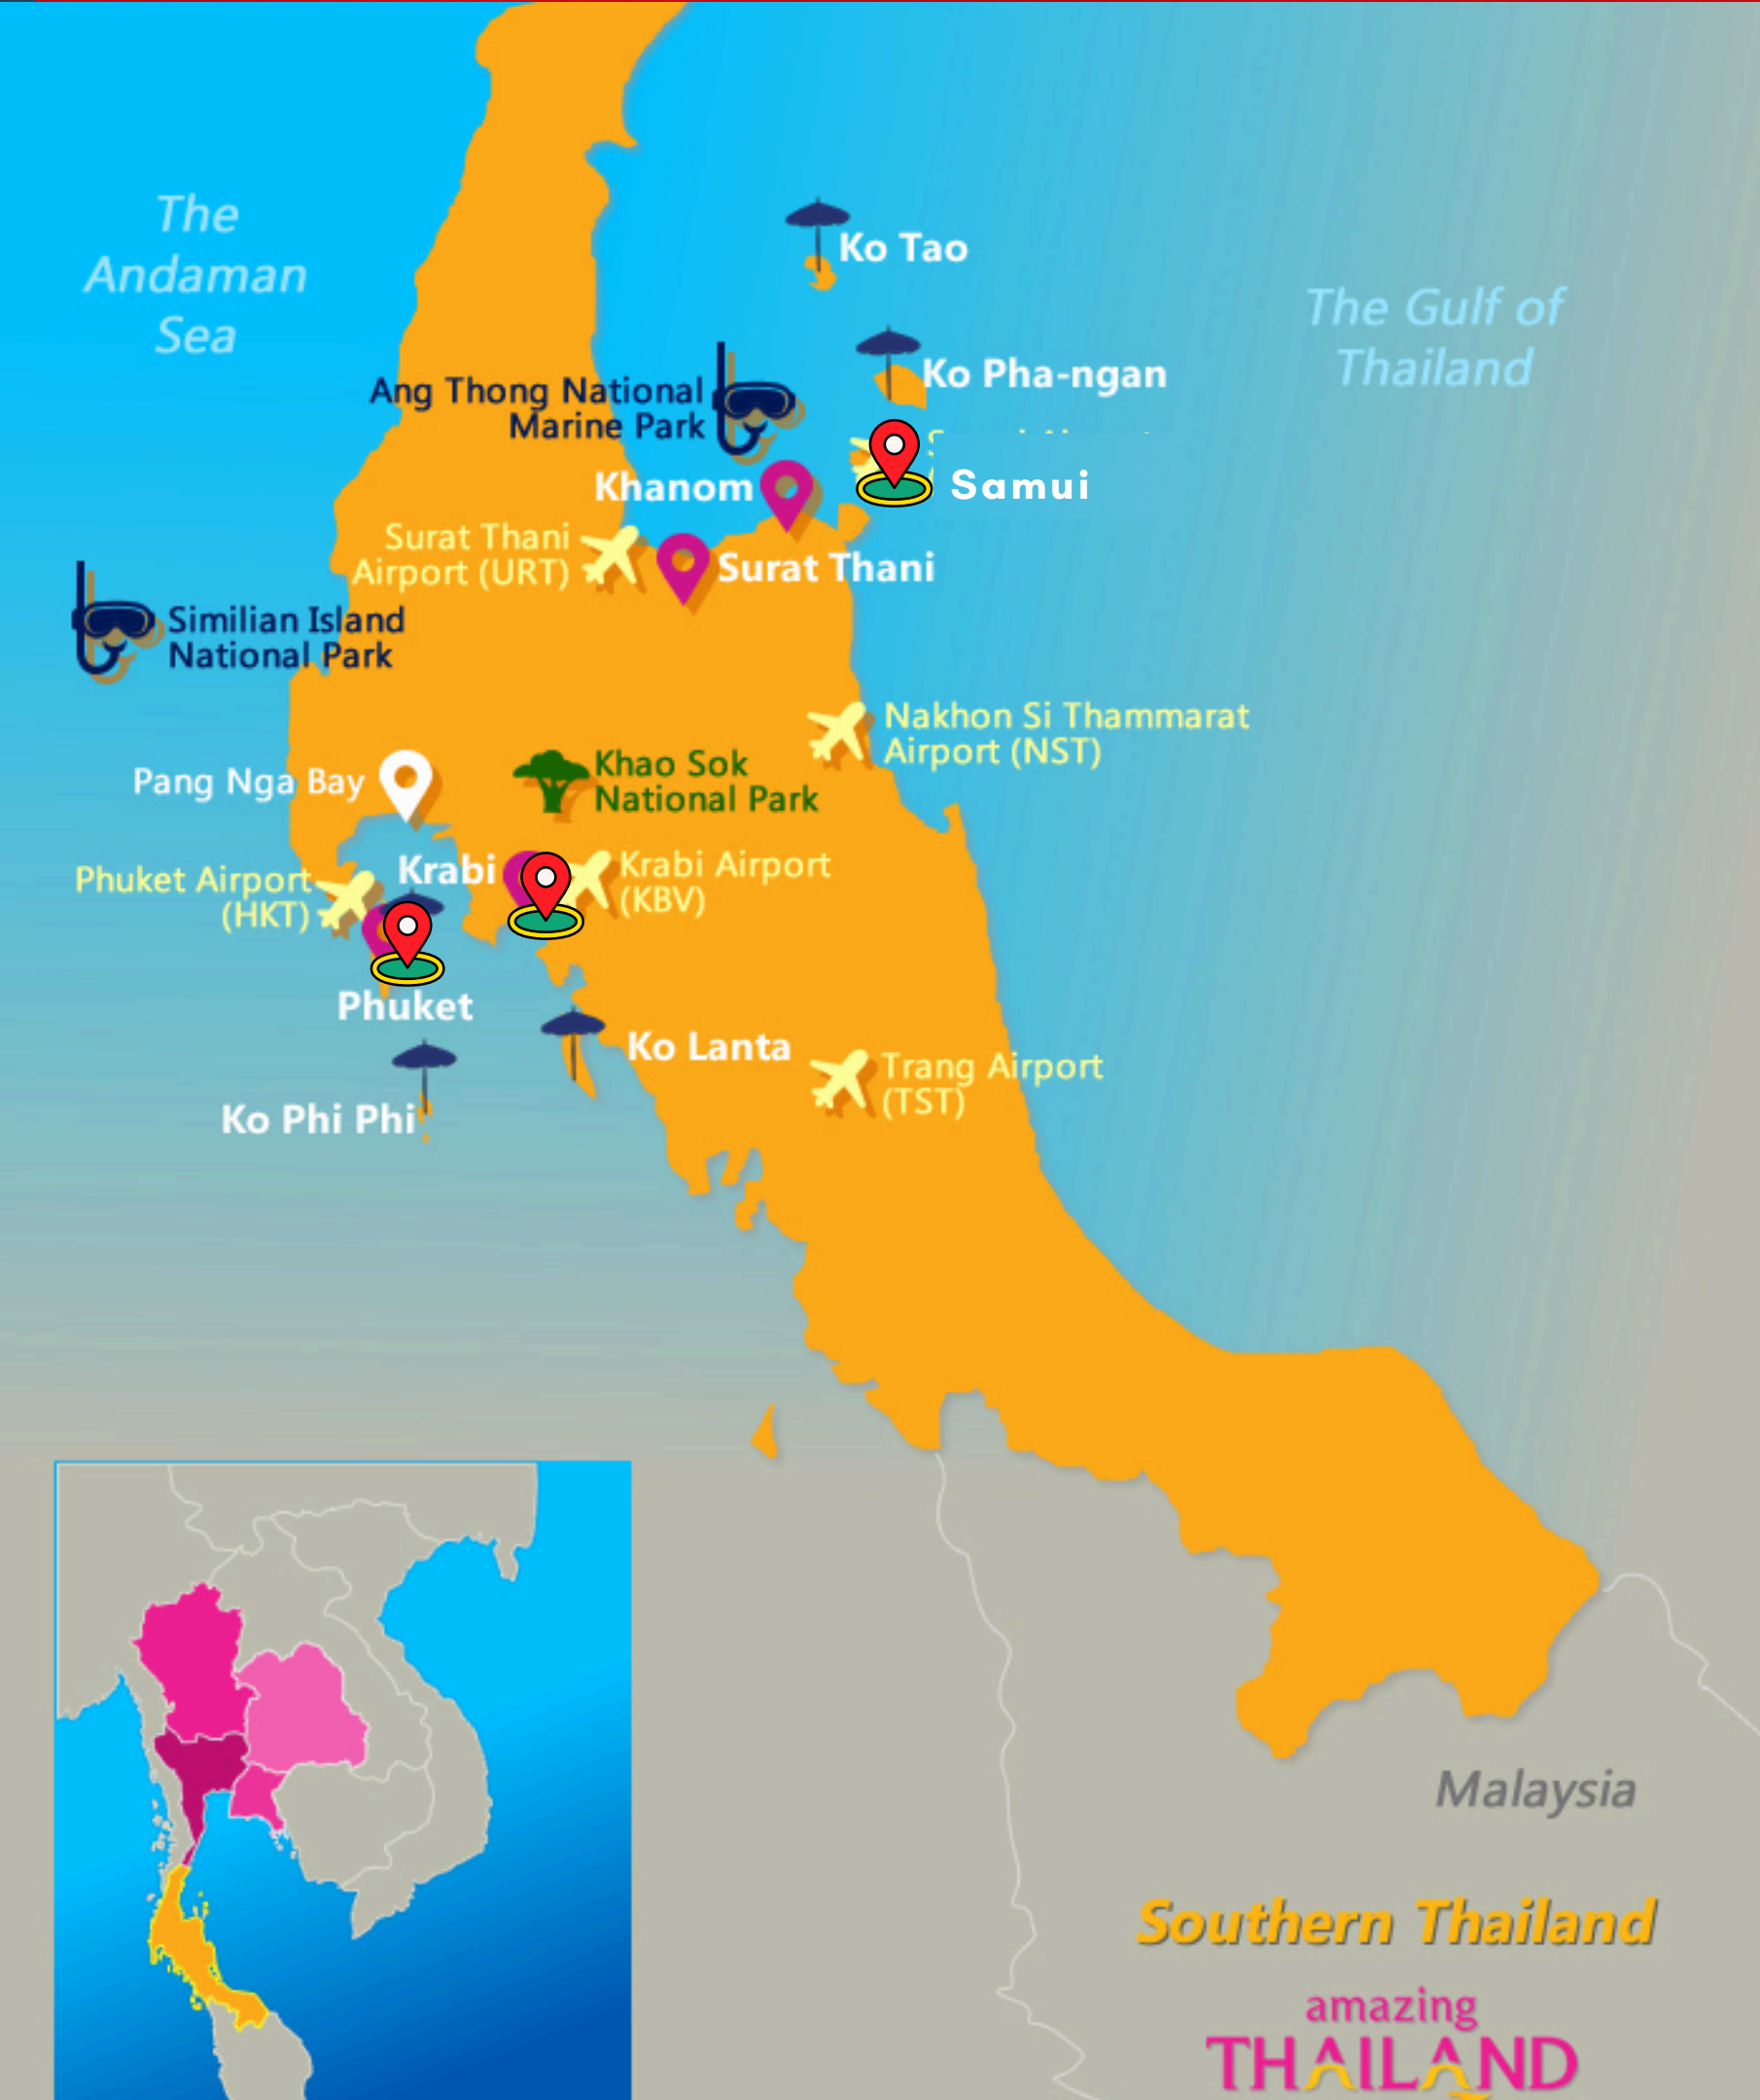 The
Andaman
Sea
Ko Tao
The Gulf of
Thailand
Ko Pha-ngan
Ang Thong National
Marine Park
Khanom
Samui
Surat Thani
Airport (URT)
Surat Thani
Similian Island
National Park
Nakhon Si Thammarat
Airport (NST)
Pang Nga Bay
Khao Sok
National Park
Phuket Airport
(HKT)
Krabi
Krabi Airport
(KBV)
Phuket
Ko Lanta
Trang Airport
(TST)
Ko Phi Phi
Malaysia
Southern Thailand
amazing
THAILAND